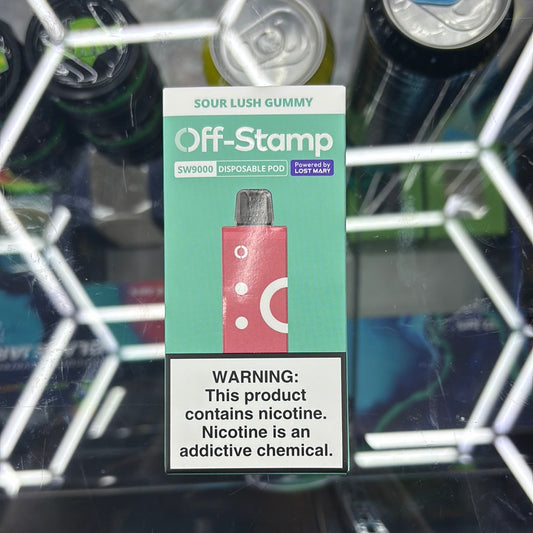 SOUR LUSH GUMMY
Off-Stamp
SW9000 DISPOSABLE POD
Powered by
LOST MARY
WARNING:
This product
contains nicotine.
Nicotine is an
addictive chemical.